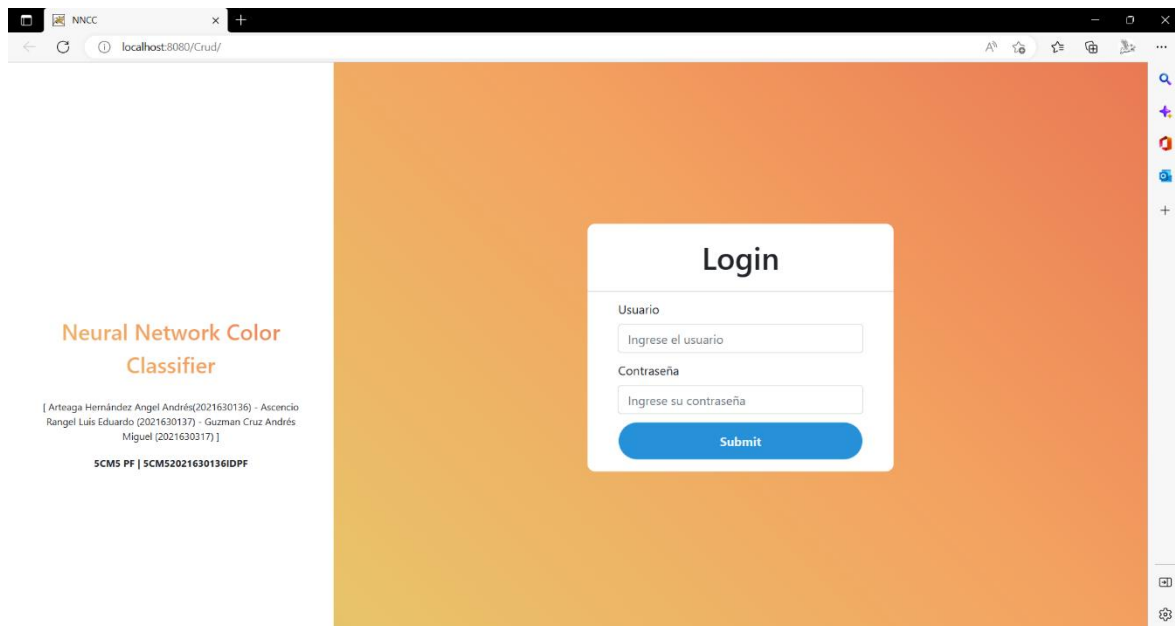 NNCC
localhost:8080/Crud/
Neural Network Color
Classifier
[ Arteaga Hernández Angel Andrés(2021630136) - Ascencio
Rangel Luis Eduardo (2021630137) - Guzman Cruz Andrés
Miguel (2021630317) ]
5CM5 PF | 5CM52021630136IDPF
Login
Usuario
Ingrese el usuario
Contraseña
Ingrese su contraseña
Submit